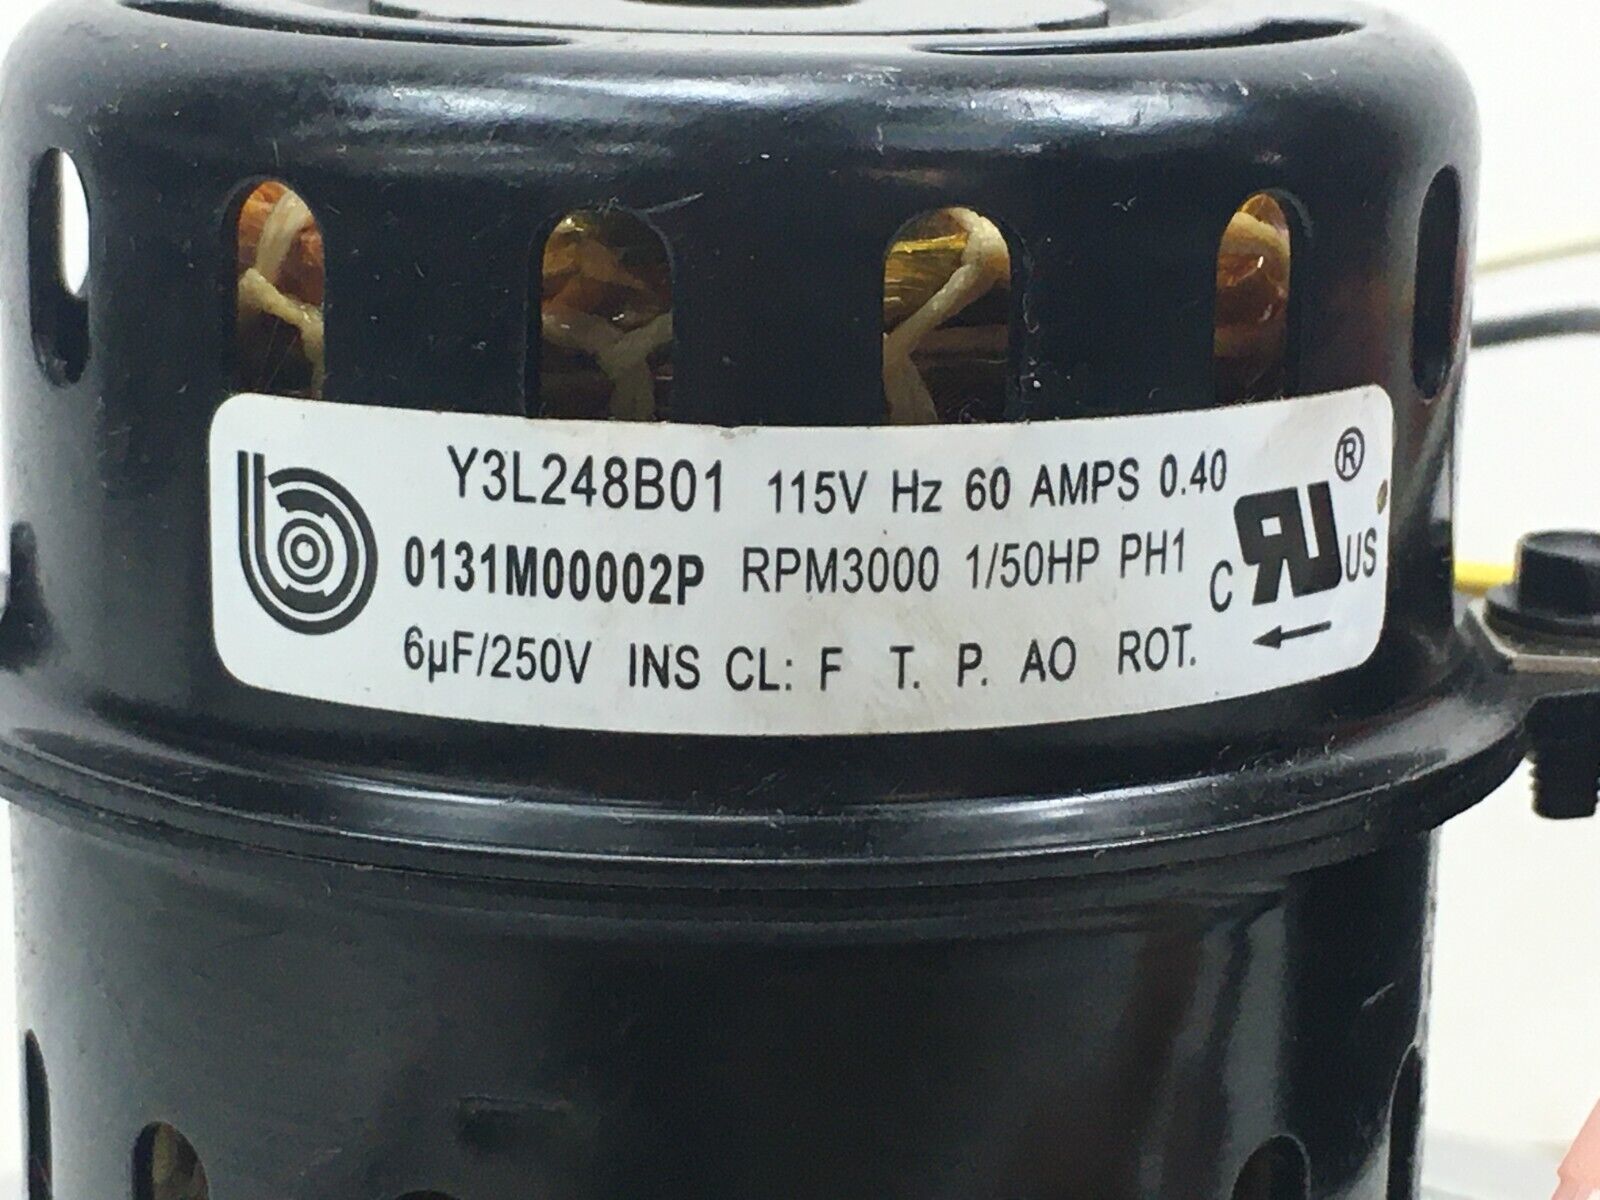 Y3L248B01 115V Hz 60 AMPS 0.40
0131M00002P RPM3000 1/50HP PH1
6µF/250V INS CL: F T. P. AO ROT.
C RU US ®